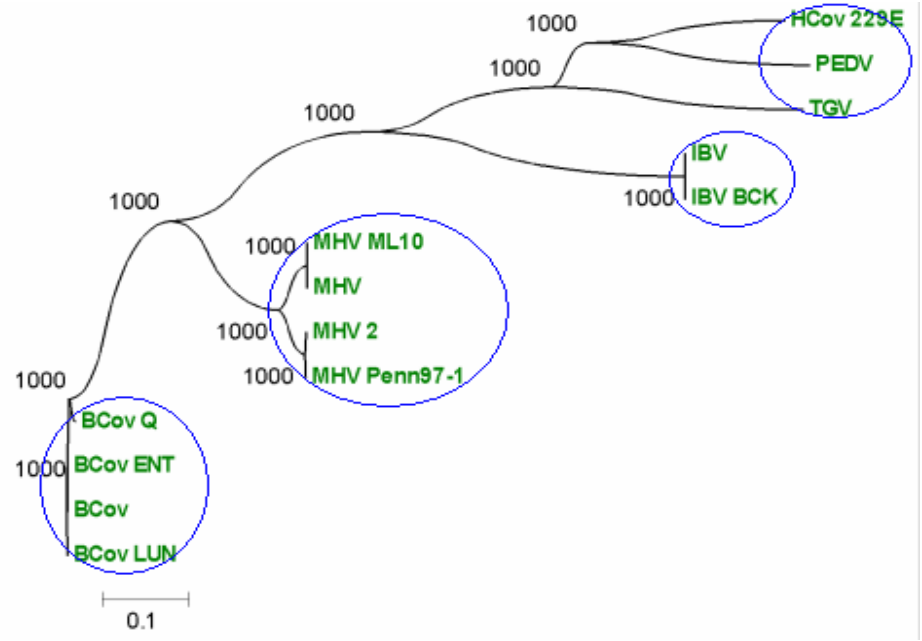 1000
HCov 229E
1000
PEDV
1000
TGV
1000
IBV
1000
IBV BCK
1000
MHV ML10
MHV
1000
MHV 2
1000
MHV Penn97-1
1000
BCov Q
1000
BCov ENT
BCov
BCov LUN
0.1